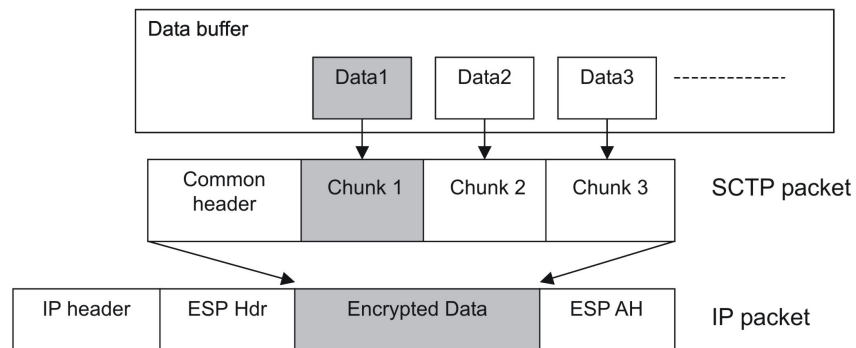 Data buffer
Data1 Data2 Data3
Common
header
Chunk 1 Chunk 2 Chunk 3
SCTP packet
IP header ESP Hdr Encrypted Data ESP AH
IP packet